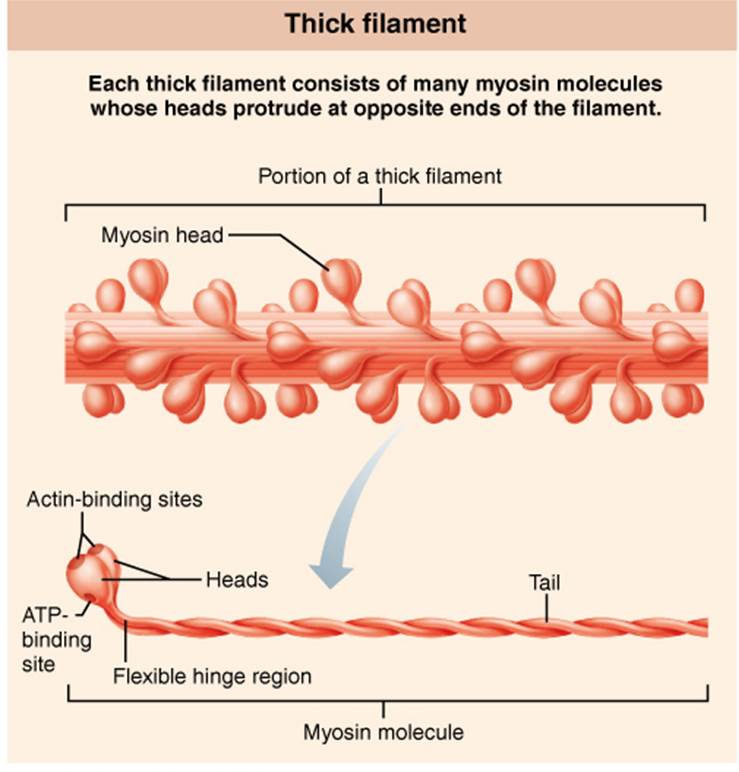 Thick filament
Each thick filament consists of many myosin molecules
whose heads protrude at opposite ends of the filament.
Portion of a thick filament
Myosin head
Actin-binding sites
Heads
Tail
ATP-
binding
site
Flexible hinge region
Myosin molecule